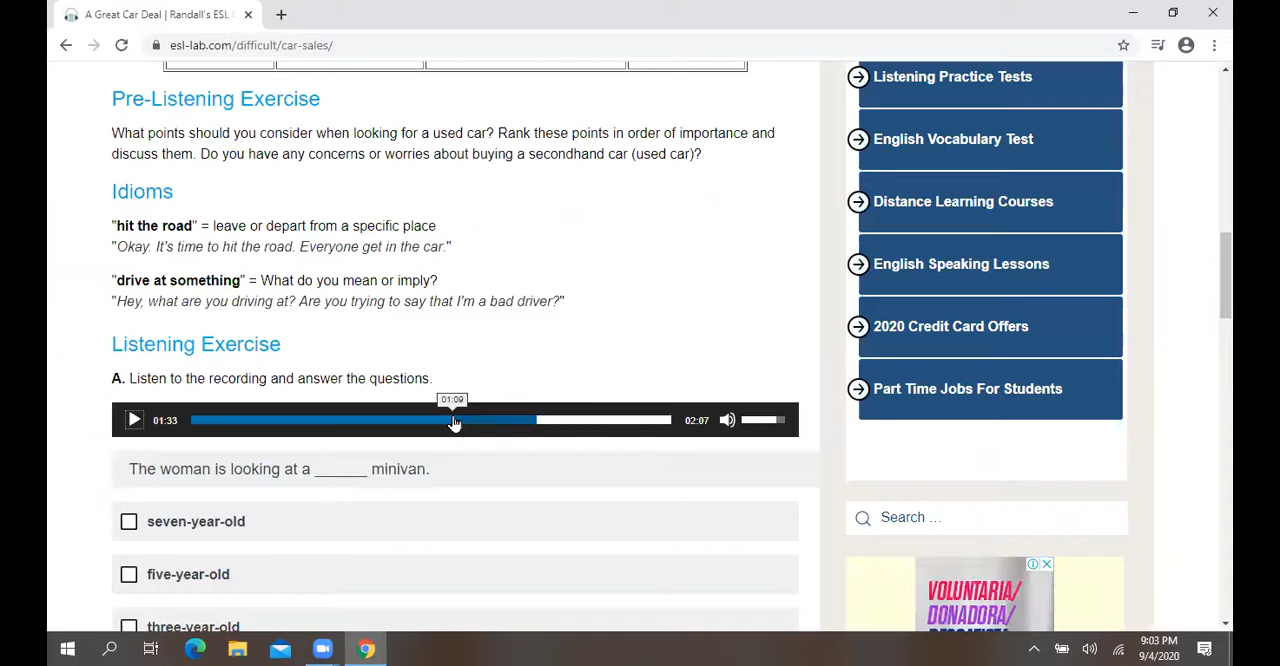 A Great Car Deal | Randall's ESL
esl-lab.com/difficult/car-sales/
Pre-Listening Exercise
What points should you consider when looking for a used car? Rank these points in order of importance and
discuss them. Do you have any concerns or worries about buying a secondhand car (used car)?
Idioms
"hit the road" = leave or depart from a specific place
"Okay. It's time to hit the road. Everyone get in the car."
"drive at something" = What do you mean or imply?
"Hey, what are you driving at? Are you trying to say that I'm a bad driver?"
Listening Exercise
A. Listen to the recording and answer the questions.
01:09
01:33
02:07
The woman is looking at a ______ minivan.
seven-year-old
five-year-old
three-year-old
Listening Practice Tests
English Vocabulary Test
Distance Learning Courses
English Speaking Lessons
2020 Credit Card Offers
Part Time Jobs For Students
Search …
VOLUNTARIA/
DONADORA/
9:03 PM
9/4/2020